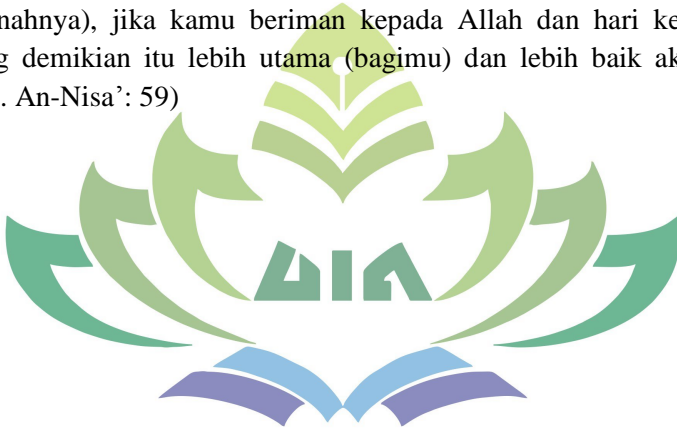 nahnya), jika kamu beriman kepada Allah dan hari ke
g demikian itu lebih utama (bagimu) dan lebih baik ak
. An-Nisa’: 59)
UIN